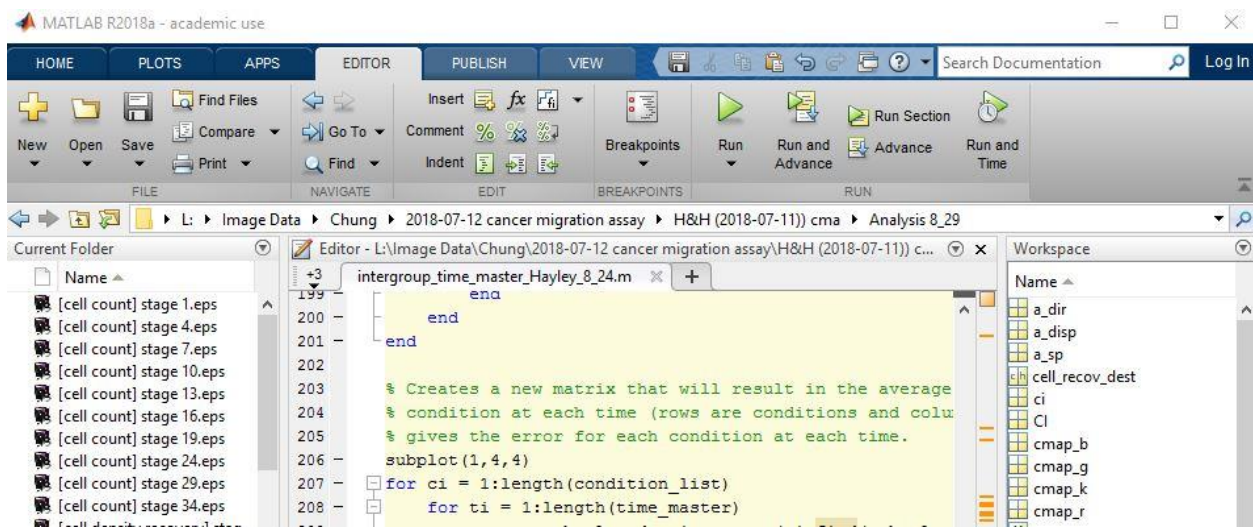 MATLAB R2018a - academic use
HOME PLOTS APPS EDITOR PUBLISH VIEW Search Documentation Log In
Find Files Insert fx
New Open Save Compare Go To Comment Breakpoints Run Run and Advance Run Section Advance Run and Time
Print Find Indent
FILE NAVIGATE EDIT BREAKPOINTS RUN
L: Image Data Chung 2018-07-12 cancer migration assay H&H (2018-07-11)) cma Analysis 8_29
Current Folder
Name
[cell count] stage 1.eps
[cell count] stage 4.eps
[cell count] stage 7.eps
[cell count] stage 10.eps
[cell count] stage 13.eps
[cell count] stage 16.eps
[cell count] stage 19.eps
[cell count] stage 24.eps
[cell count] stage 29.eps
[cell count] stage 34.eps
Editor - L:\Image Data\Chung\2018-07-12 cancer migration assay\H&H (2018-07-11)) c...
+3 intergroup_time_master_Hayley_8_24.m +
199 - end
200 - end
201 - end
202
203 % Creates a new matrix that will result in the average
204 % condition at each time (rows are conditions and colu
205 % gives the error for each condition at each time.
206 - subplot(1,4,4)
207 - for ci = 1:length(condition_list)
208 - for ti = 1:length(time_master)
Workspace
Name
a_dir
a_disp
a_sp
cell_recov_dest
ci
CI
cmap_b
cmap_g
cmap_k
cmap_r